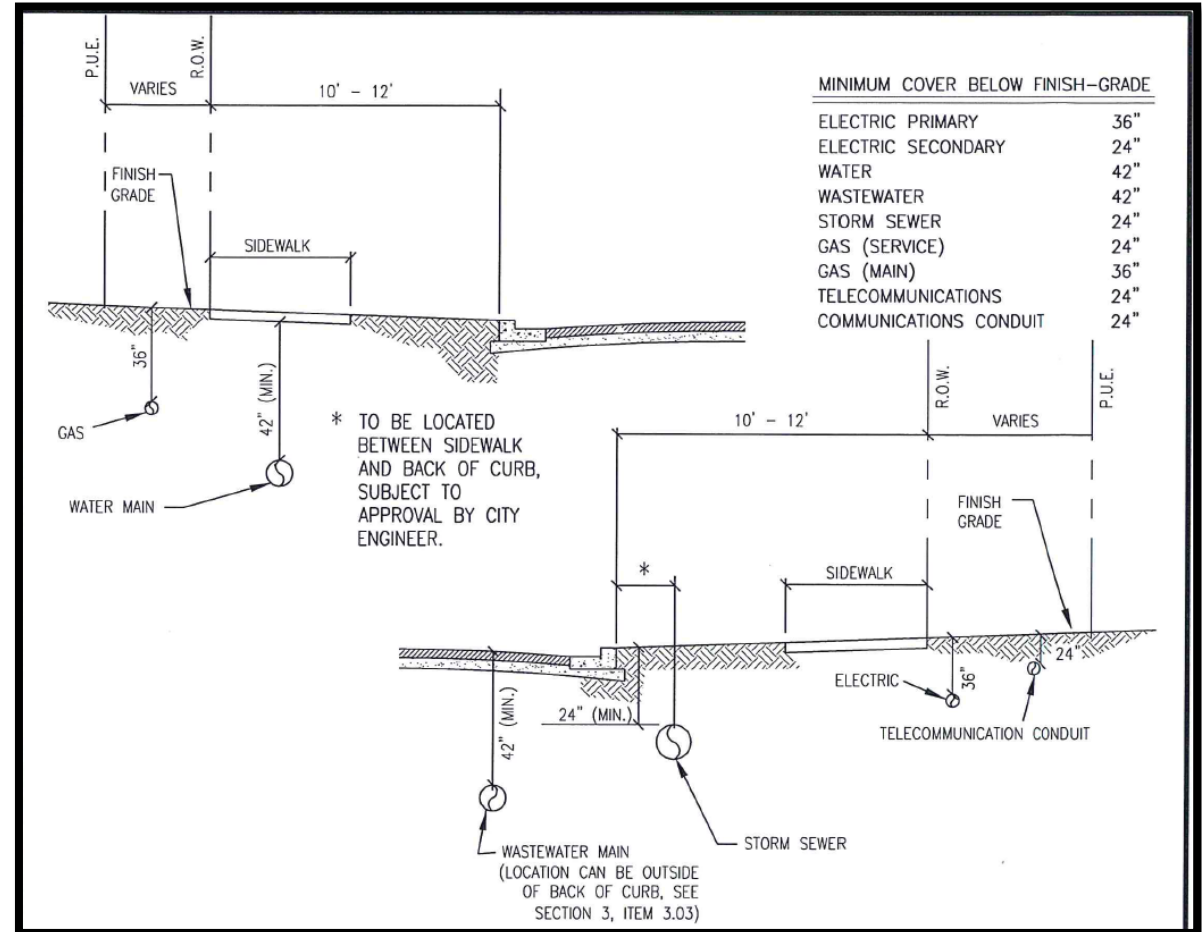 P.U.E.
R.O.W.
VARIES
10' - 12'
MINIMUM COVER BELOW FINISH-GRADE
ELECTRIC PRIMARY 36"
ELECTRIC SECONDARY 24"
WATER 42"
WASTEWATER 42"
STORM SEWER 24"
GAS (SERVICE) 24"
GAS (MAIN) 36"
TELECOMMUNICATIONS 24"
COMMUNICATIONS CONDUIT 24"
FINISH
GRADE
SIDEWALK
36"
42" (MIN.)
GAS
WATER MAIN
* TO BE LOCATED
BETWEEN SIDEWALK
AND BACK OF CURB,
SUBJECT TO
APPROVAL BY CITY
ENGINEER.
R.O.W.
P.U.E.
10' - 12'
VARIES
FINISH
GRADE
*
SIDEWALK
24"
36"
ELECTRIC
TELECOMMUNICATION CONDUIT
24" (MIN.)
42" (MIN.)
STORM SEWER
WASTEWATER MAIN
(LOCATION CAN BE OUTSIDE
OF BACK OF CURB, SEE
SECTION 3, ITEM 3.03)